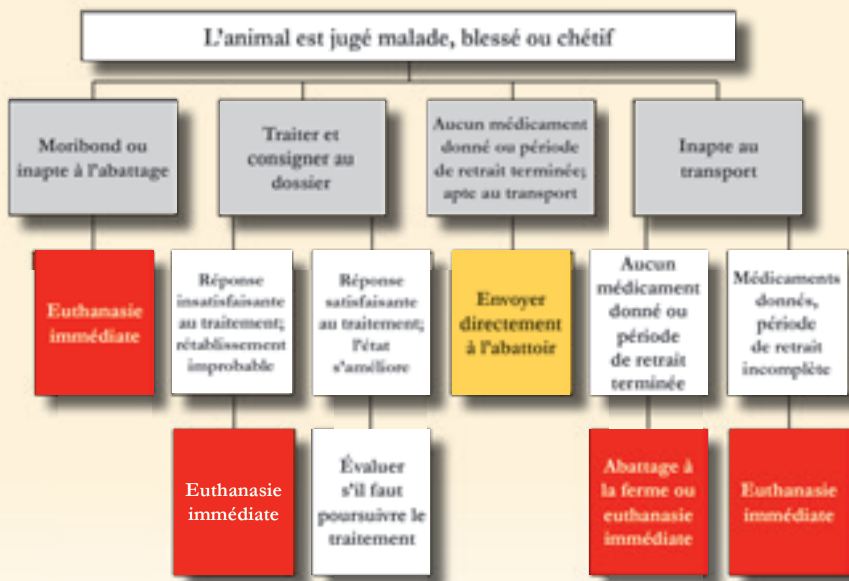 L'animal est jugé malade, blessé ou chétif
Moribond ou
inapte à l'abattage
Traiter et
consigner au
dossier
Aucun médicament
donné ou période
de retrait terminée;
apte au transport
Inapte au
transport
Euthanasie
immédiate
Réponse
insatisfaisante
au traitement;
rétablissement
improbable
Réponse
satisfaisante
au traitement;
l'état
s'améliore
Envoyer
directement
à l'abattoir
Aucun
médicament
donné ou
période
de retrait
terminée
Médicaments
donnés,
période
de retrait
incomplète
Euthanasie
immédiate
Évaluer
s'il faut
poursuivre le
traitement
Abattage à
la ferme ou
euthanasie
immédiate
Euthanasie
immédiate